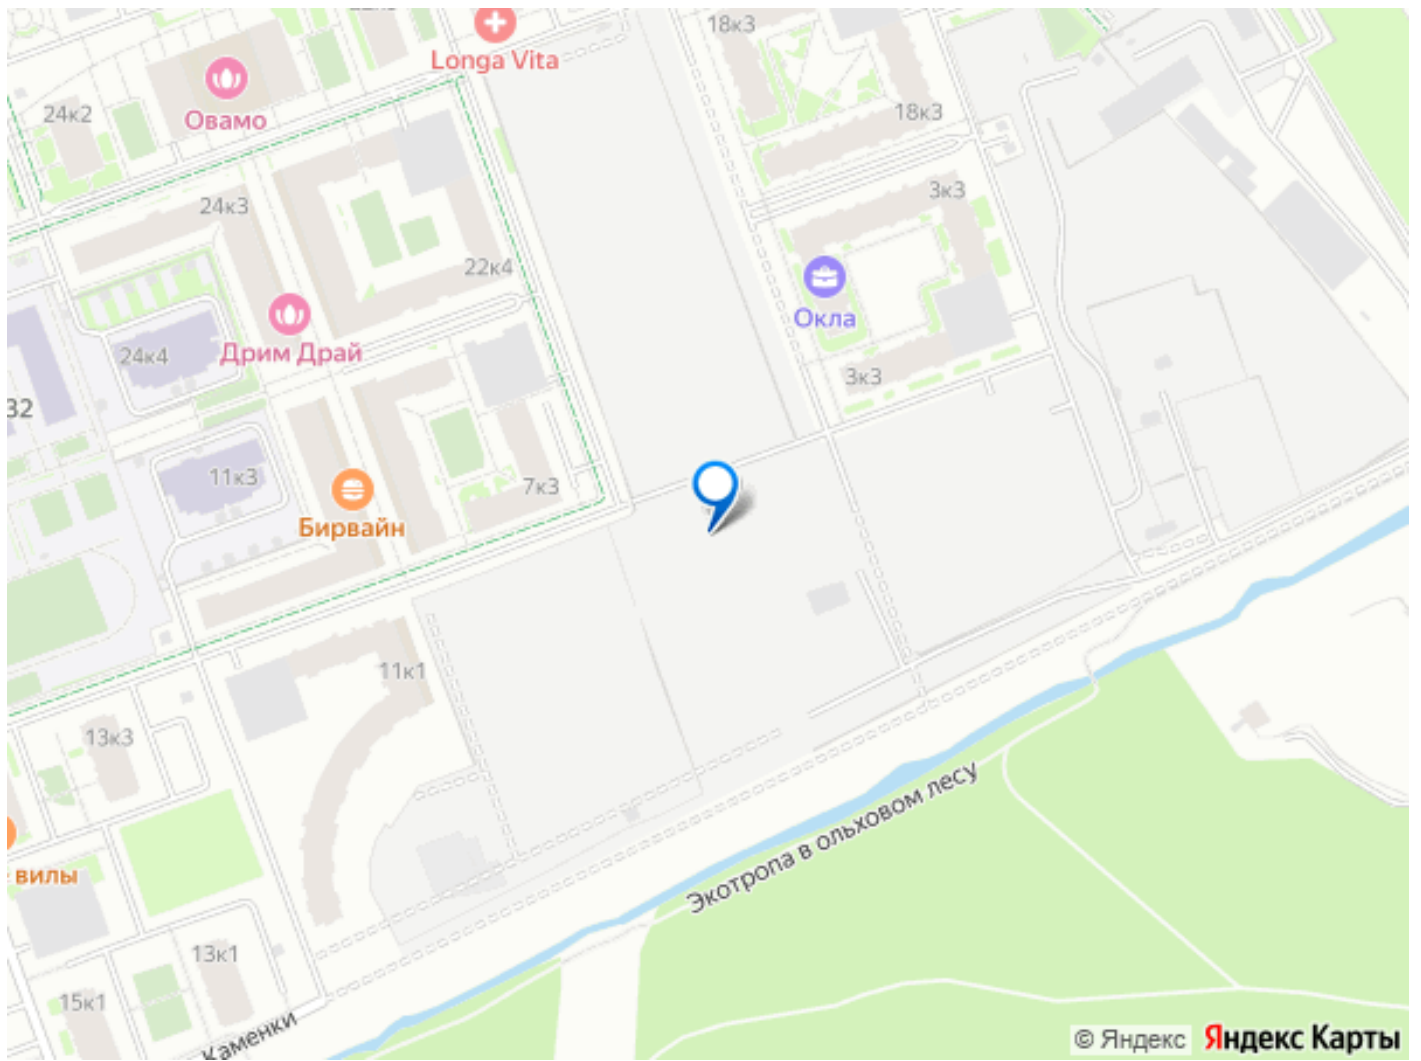 18к3
Longa Vita
24к2
Овамо
18к3
24к3
3к3
22к4
Окла
24к4
Дрим Драй
3к3
32
11к3
7к3
Бирвайн
11к1
13к3
Экотропа в ольховом лесу
вилы
13к1
15к1
Каменки
© Яндекс Яндекс Карты